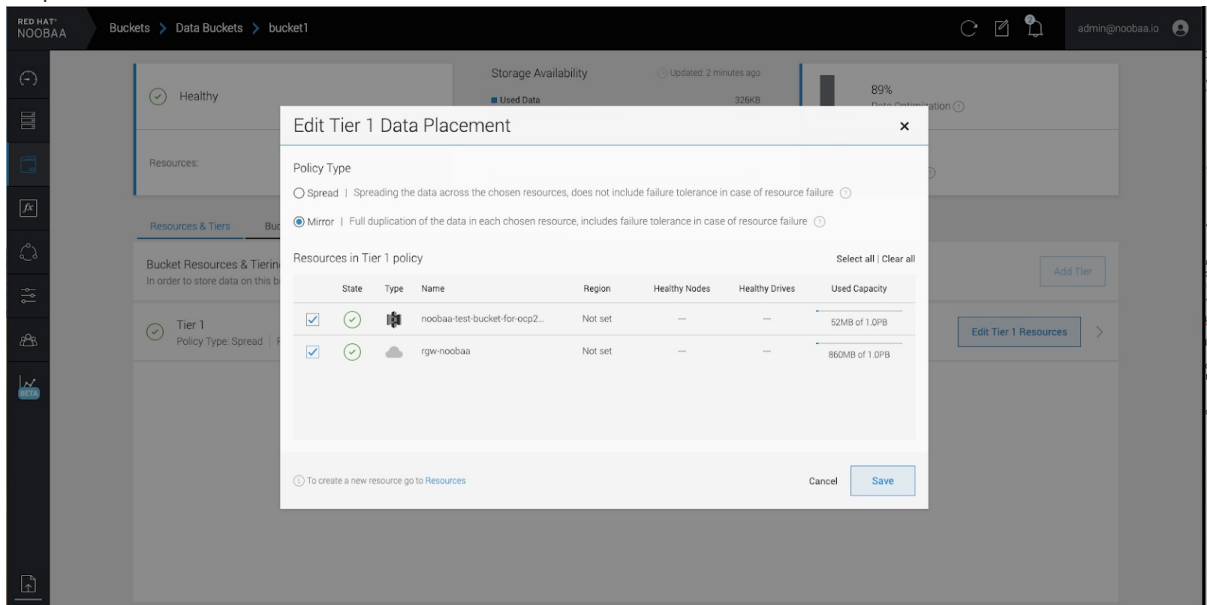 RED HAT®
NOOBAA
Buckets > Data Buckets > bucket1
admin@noobaa.io
Healthy
Storage Availability
Updated: 2 minutes ago
Used Data
326KB
89%
Data Optimization
Resources:
Edit Tier 1 Data Placement
Policy Type
Spread | Spreading the data across the chosen resources, does not include failure tolerance in case of resource failure
Mirror | Full duplication of the data in each chosen resource, includes failure tolerance in case of resource failure
Resources & Tiers
Resources in Tier 1 policy
Select all | Clear all
State Type Name Region Healthy Nodes Healthy Drives Used Capacity
noobaa-test-bucket-for-ocp2... Not set — — 52MB of 1.0PB
rgw-noobaa Not set — — 860MB of 1.0PB
Bucket Resources &
In order to store data on this
Add Tier
Tier 1
Policy Type: Spread
Edit Tier 1 Resources
BETA
To create a new resource go to Resources
Cancel
Save